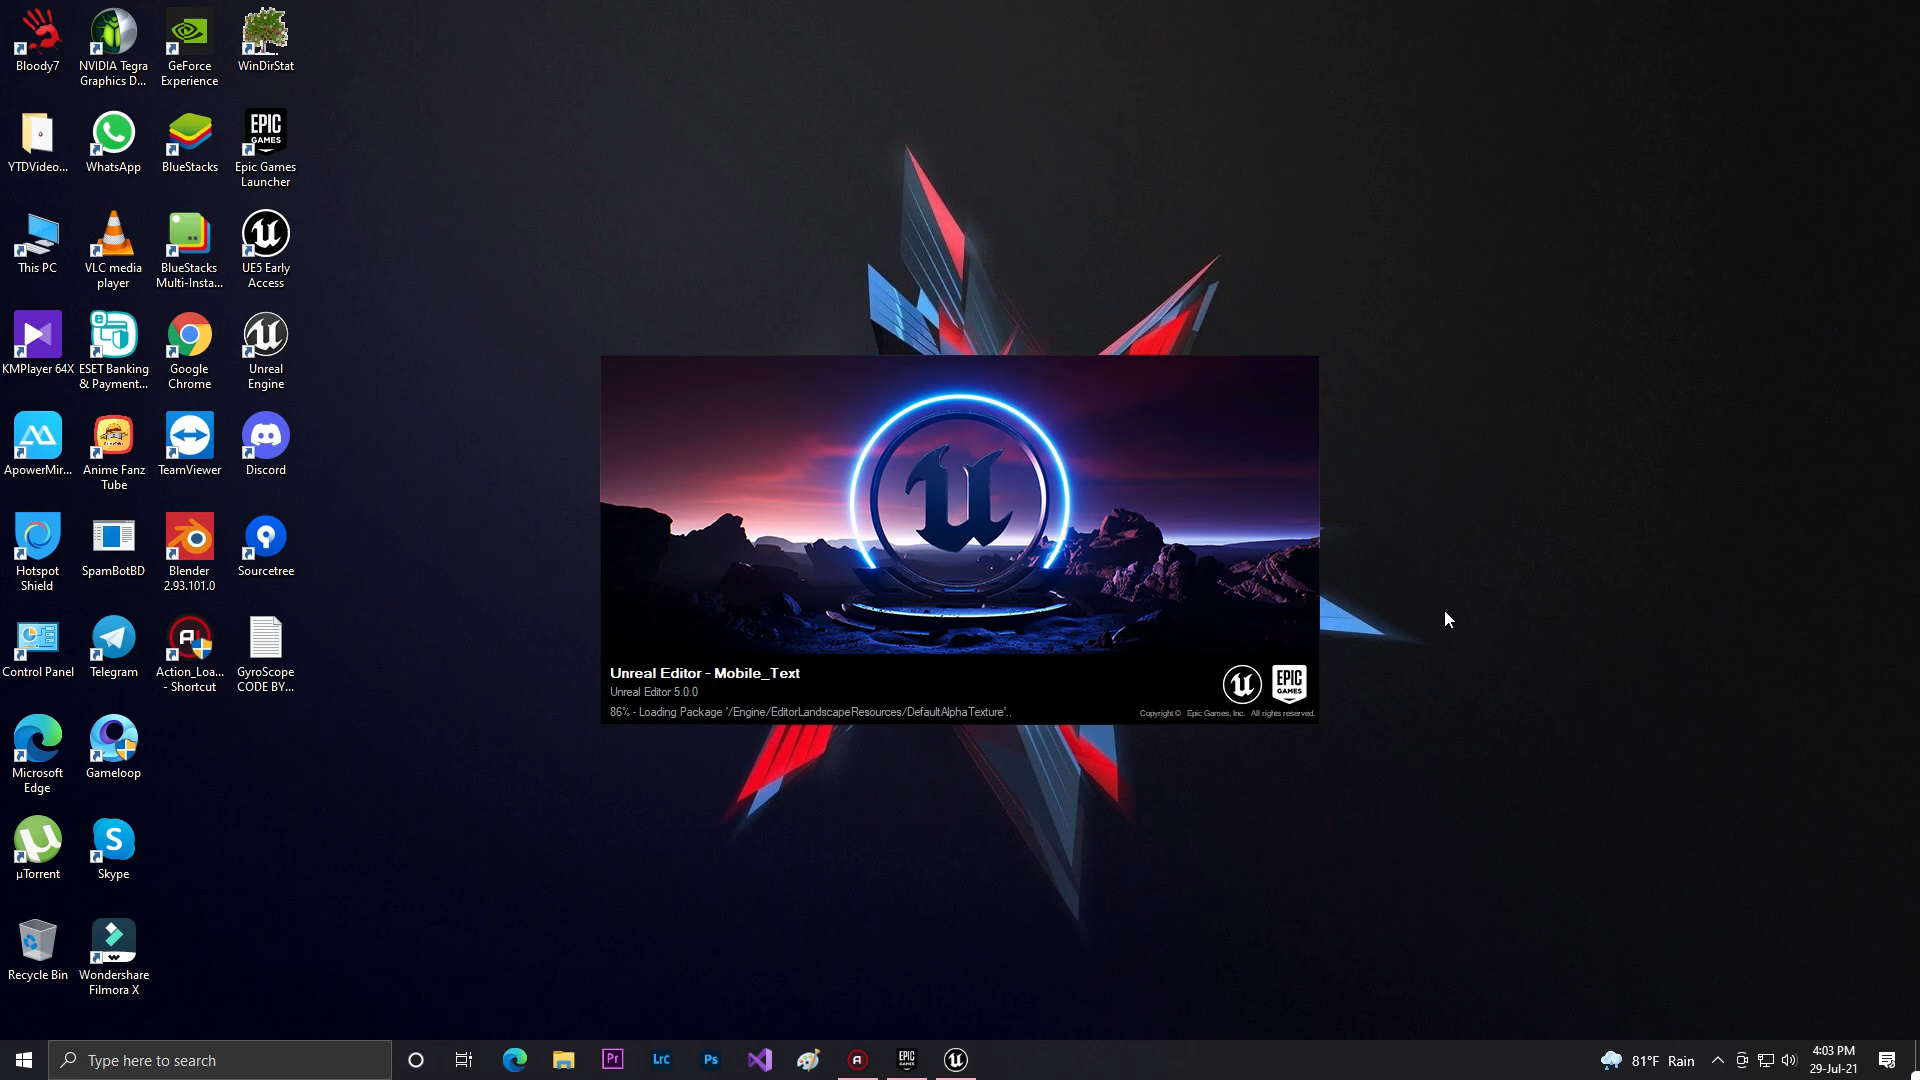 Bloody7
NVIDIA Tegra
Graphics D...
GeForce
Experience
WinDirStat
YTDVideo...
WhatsApp
BlueStacks
EPIC
GAMES
Epic Games
Launcher
This PC
VLC media
player
BlueStacks
Multi-Insta...
UE5 Early
Access
KMPlayer 64X
ESET Banking
& Payment...
Google
Chrome
Unreal
Engine
ApowerMir...
Anime Fanz
Tube
TeamViewer
Discord
Hotspot
Shield
SpamBotBD
Blender
2.93.101.0
Sourcetree
Control Panel
Telegram
Action_Loa...
- Shortcut
GyroScope
CODE BY...
Microsoft
Edge
Gameloop
µTorrent
Skype
Recycle Bin
Wondershare
Filmora X
Unreal Editor - Mobile_Text
Unreal Editor 5.0.0
86% - Loading Package '/Engine/EditorLandscapeResources/DefaultAlphaTexture'..
EPIC
GAMES
Copyright © Epic Games, Inc. All rights reserved.
Type here to search
Pr
Lrc
Ps
EPIC
GAMES
81°F Rain
4:03 PM
29-Jul-21